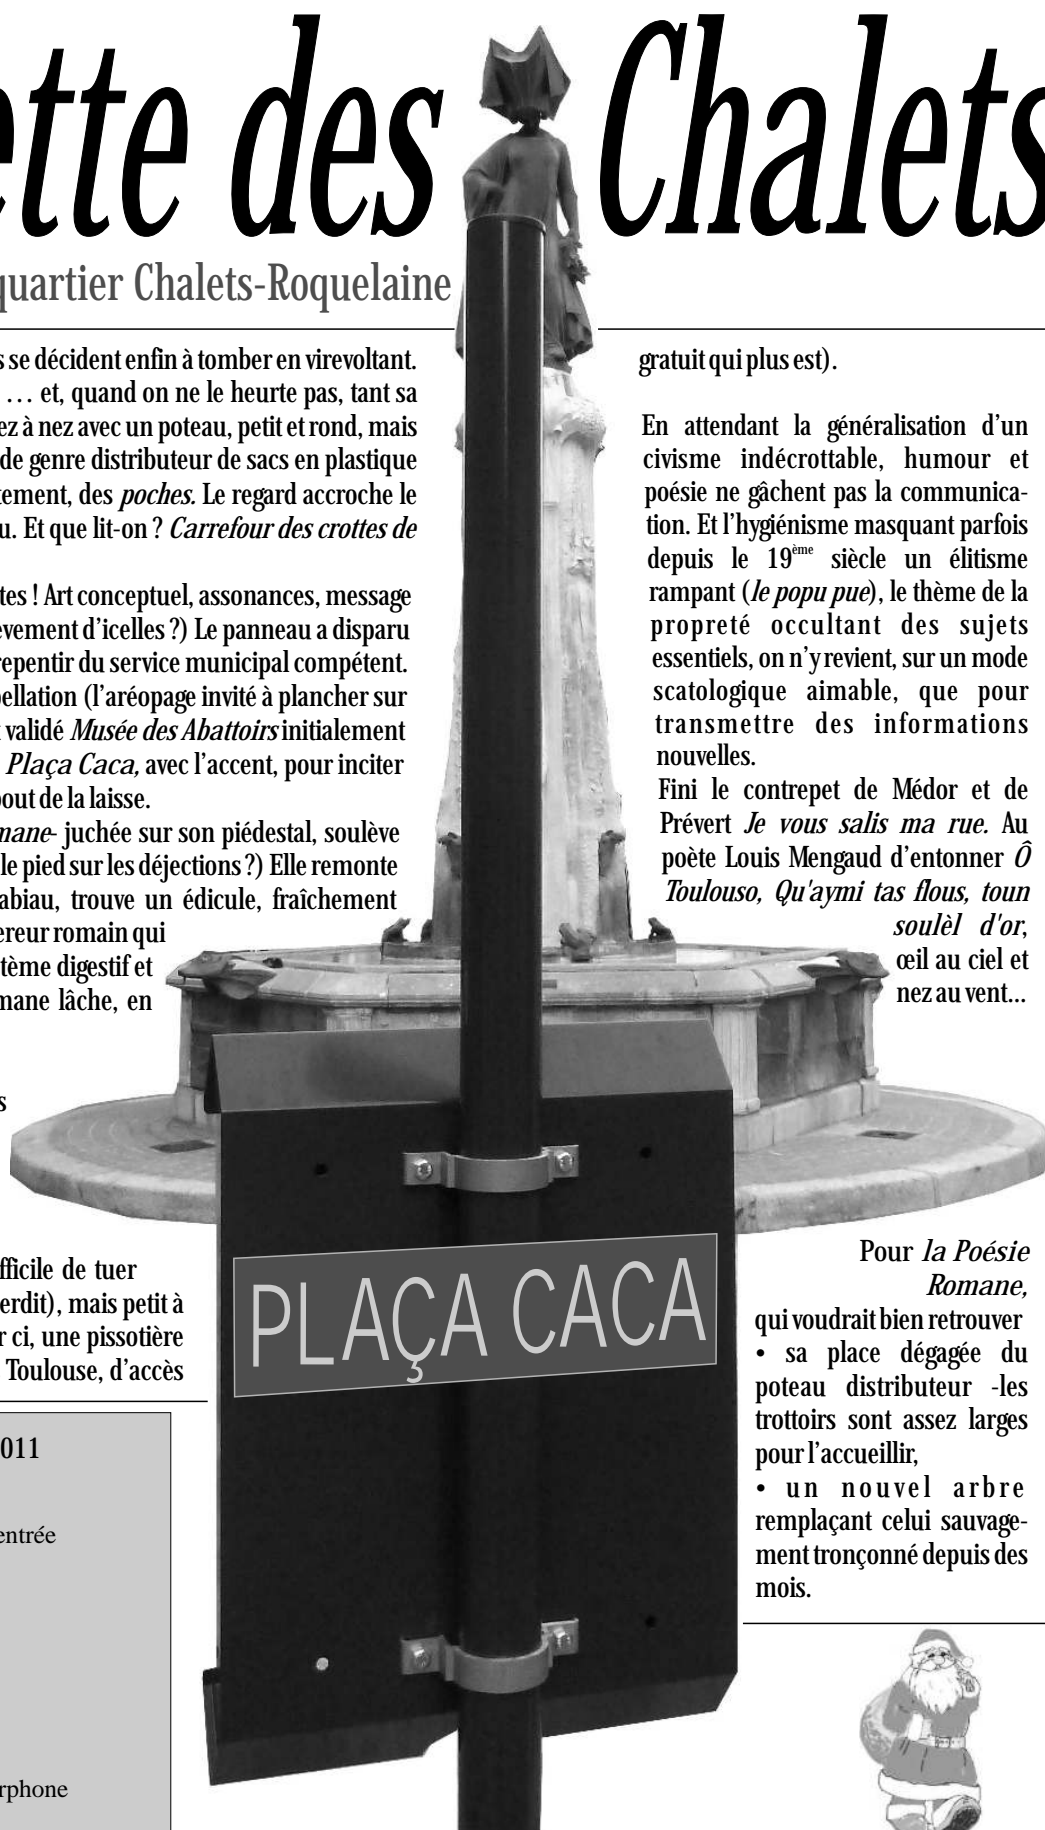 ette des Chalets
quartier Chalets-Roquelaine
s se décident enfin à tomber en virevoltant.
… et, quand on ne le heurte pas, tant sa
ez à nez avec un poteau, petit et rond, mais
de genre distributeur de sacs en plastique
tement, des poches. Le regard accroche le
u. Et que lit-on ? Carrefour des crottes de
tes ! Art conceptuel, assonances, message
èvement d'icelles ?) Le panneau a disparu
repentir du service municipal compétent.
pellation (l'aréopage invité à plancher sur
t validé Musée des Abattoirs initialement
Plaça Caca, avec l'accent, pour inciter
bout de la laisse.
mane- juchée sur son piédestal, soulève
le pied sur les déjections ?) Elle remonte
abiau, trouve un édicule, fraîchement
ereur romain qui
tème digestif et
mane lâche, en
s
fficile de tuer
erdit), mais petit à
r ci, une pissotière
Toulouse, d'accès
011
entrée
rphone
PLAÇA CACA
gratuit qui plus est).
En attendant la généralisation d'un
civisme indécrottable, humour et
poésie ne gâchent pas la communica-
tion. Et l'hygiénisme masquant parfois
depuis le 19ème siècle un élitisme
rampant (le popu pue), le thème de la
propreté occultant des sujets
essentiels, on n'y revient, sur un mode
scatologique aimable, que pour
transmettre des informations
nouvelles.
Fini le contrepet de Médor et de
Prévert Je vous salis ma rue. Au
poète Louis Mengaud d'entonner Ô
Toulouso, Qu'aymi tas flous, toun
soulèl d'or,
œil au ciel et
nez au vent...
Pour la Poésie
Romane,
qui voudrait bien retrouver
• sa place dégagée du
poteau distributeur -les
trottoirs sont assez larges
pour l'accueillir,
• un nouvel arbre
remplaçant celui sauvage-
ment tronçonné depuis des
mois.